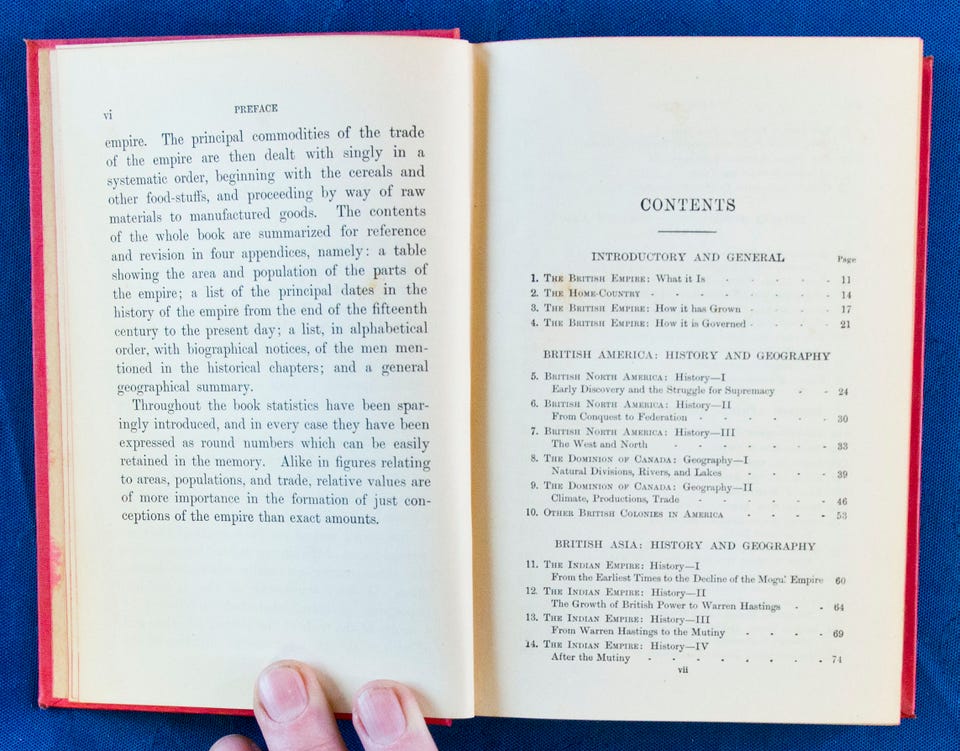 vi
PREFACE
empire. The principal commodities of the trade
of the empire are then dealt with singly in a
systematic order, beginning with the cereals and
other food-stuffs, and proceeding by way of raw
materials to manufactured goods. The contents
of the whole book are summarized for reference
and revision in four appendices, namely: a table
showing the area and population of the parts of
the empire; a list of the principal dates in the
history of the empire from the end of the fifteenth
century to the present day; a list, in alphabetical
order, with biographical notices, of the men men-
tioned in the historical chapters; and a general
geographical summary.
Throughout the book statistics have been spar-
ingly introduced, and in every case they have been
expressed as round numbers which can be easily
retained in the memory. Alike in figures relating
to areas, populations, and trade, relative values are
of more importance in the formation of just con-
ceptions of the empire than exact amounts.
CONTENTS
INTRODUCTORY AND GENERAL
Page
1. THE BRITISH EMPIRE: What it Is - - - - - 11
2. THE HOME-COUNTRY - - - - - - - 14
3. THE BRITISH EMPIRE: How it has Grown - - - - 17
4. THE BRITISH EMPIRE: How it is Governed - - - - 21
BRITISH AMERICA: HISTORY AND GEOGRAPHY
5. BRITISH NORTH AMERICA: History—I
Early Discovery and the Struggle for Supremacy - - 24
6. BRITISH NORTH AMERICA: History—II
From Conquest to Federation - - - - - - 30
7. BRITISH NORTH AMERICA: History—III
The West and North - - - - - - - 33
8. THE DOMINION OF CANADA: Geography—I
Natural Divisions, Rivers, and Lakes - - - - - 39
9. THE DOMINION OF CANADA: Geography—II
Climate, Productions, Trade - - - - - - 46
10. OTHER BRITISH COLONIES IN AMERICA - - - - 53
BRITISH ASIA: HISTORY AND GEOGRAPHY
11. THE INDIAN EMPIRE: History—I
From the Earliest Times to the Decline of the Mogul Empire 60
12. THE INDIAN EMPIRE: History—II
The Growth of British Power to Warren Hastings - - 64
13. THE INDIAN EMPIRE: History—III
From Warren Hastings to the Mutiny - - - - 69
14. THE INDIAN EMPIRE: History—IV
After the Mutiny - - - - - - - 74
vii